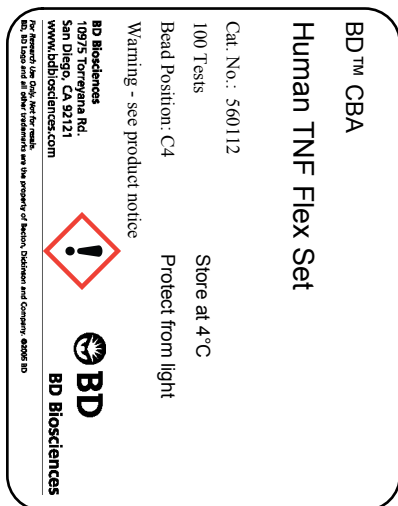 BD™ CBA
Human TNF Flex Set
Cat. No.: 560112
100 Tests
Store at 4°C
Bead Position: C4
Protect from light
Warning - see product notice
BD Biosciences
10975 Torreyana Rd.
San Diego, CA 92121
www.bdbiosciences.com
BD
BD Biosciences
For Research Use Only. Not for resale.
BD, BD Logo and all other trademarks are the property of Becton, Dickinson and Company. ©2005 BD